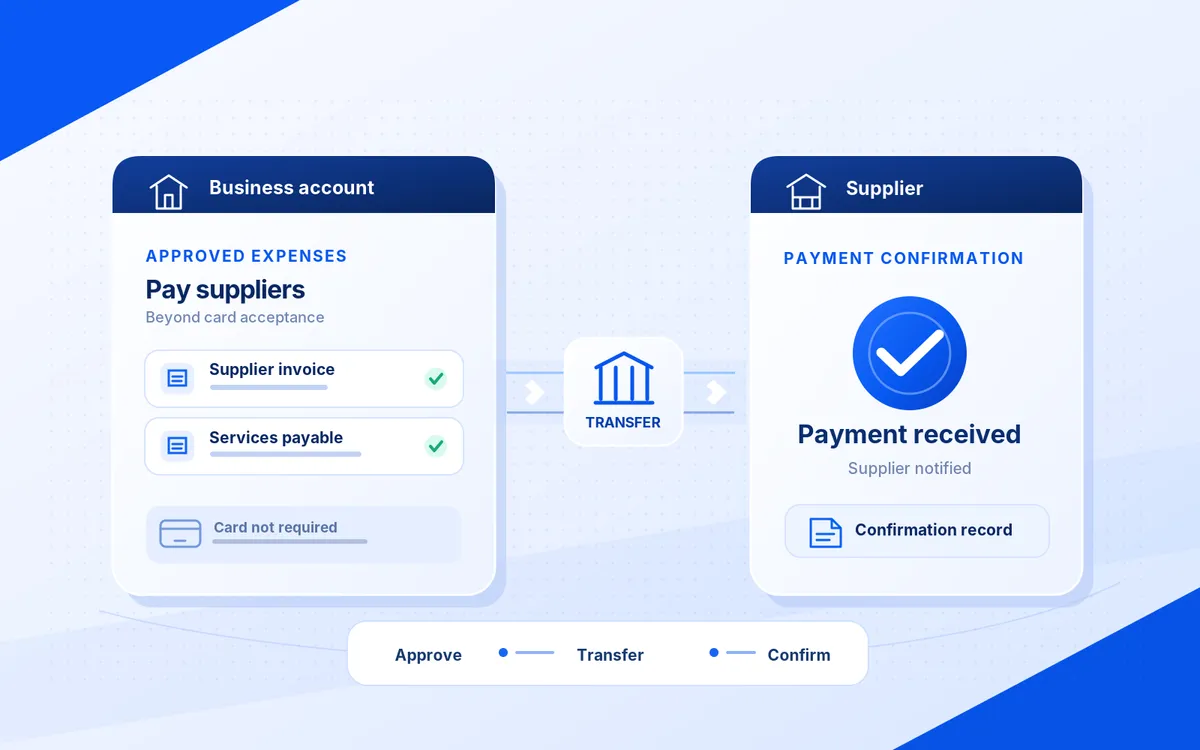 Business account
APPROVED EXPENSES
Pay suppliers
Beyond card acceptance
Supplier invoice
Services payable
Card not required
TRANSFER
Supplier
PAYMENT CONFIRMATION
Payment received
Supplier notified
Confirmation record
Approve
Transfer
Confirm